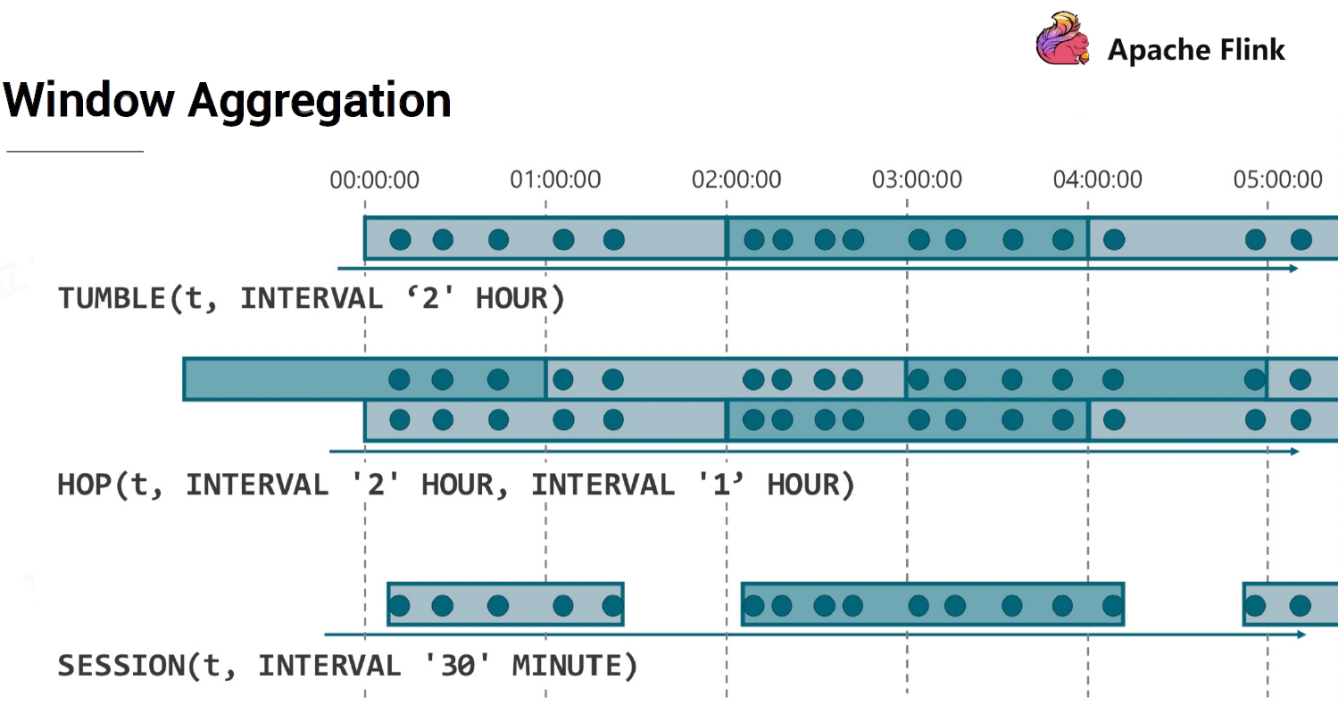 Apache Flink
Window Aggregation
00:00:00 01:00:00 02:00:00 03:00:00 04:00:00 05:00:00
TUMBLE(t, INTERVAL ‘2' HOUR)
HOP(t, INTERVAL '2' HOUR, INTERVAL '1’ HOUR)
SESSION(t, INTERVAL '30' MINUTE)